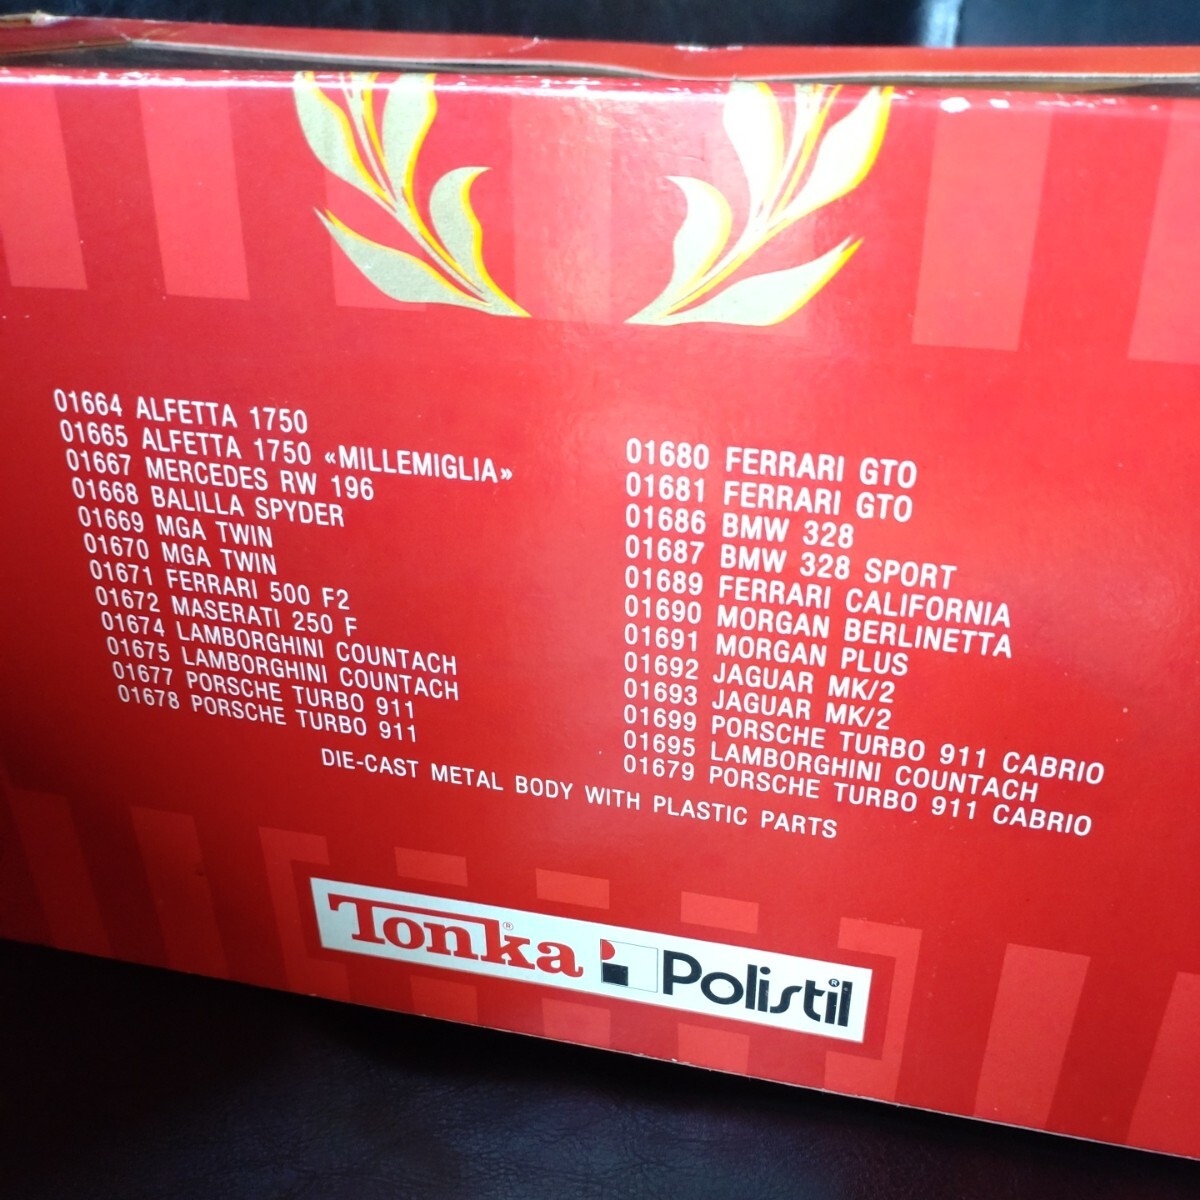 01664 ALFETTA 1750
01665 ALFETTA 1750 «MILLEMIGLIA»
01667 MERCEDES RW 196
01668 BALILLA SPYDER
01669 MGA TWIN
01670 MGA TWIN
01671 FERRARI 500 F2
01672 MASERATI 250 F
01674 LAMBORGHINI COUNTACH
01675 LAMBORGHINI COUNTACH
01677 PORSCHE TURBO 911
01678 PORSCHE TURBO 911
01680 FERRARI GTO
01681 FERRARI GTO
01686 BMW 328
01687 BMW 328 SPORT
01689 FERRARI CALIFORNIA
01690 MORGAN BERLINETTA
01691 MORGAN PLUS
01692 JAGUAR MK/2
01693 JAGUAR MK/2
01699 PORSCHE TURBO 911 CABRIO
01695 LAMBORGHINI COUNTACH
01679 PORSCHE TURBO 911 CABRIO
DIE-CAST METAL BODY WITH PLASTIC PARTS
Tonka® Polistil®